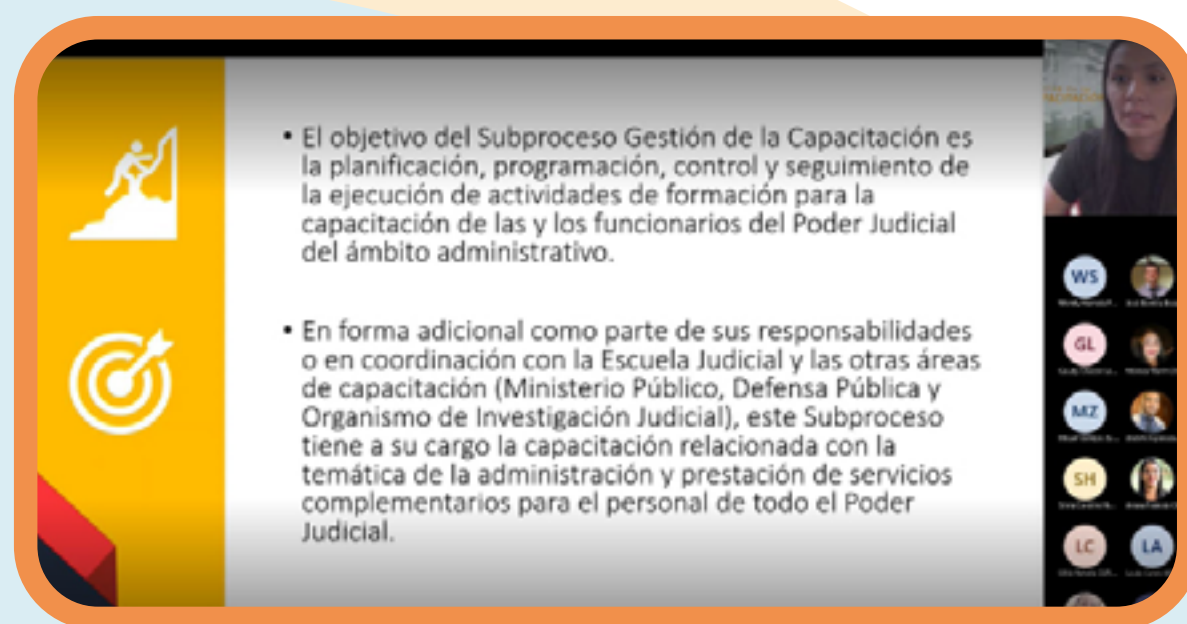 • El objetivo del Subproceso Gestión de la Capacitación es
la planificación, programación, control y seguimiento de
la ejecución de actividades de formación para la
capacitación de las y los funcionarios del Poder Judicial
del ámbito administrativo.
• En forma adicional como parte de sus responsabilidades
o en coordinación con la Escuela Judicial y las otras áreas
de capacitación (Ministerio Público, Defensa Pública y
Organismo de Investigación Judicial), este Subproceso
tiene a su cargo la capacitación relacionada con la
temática de la administración y prestación de servicios
complementarios para el personal de todo el Poder
Judicial.
WS
GL
MZ
SH
LC
LA